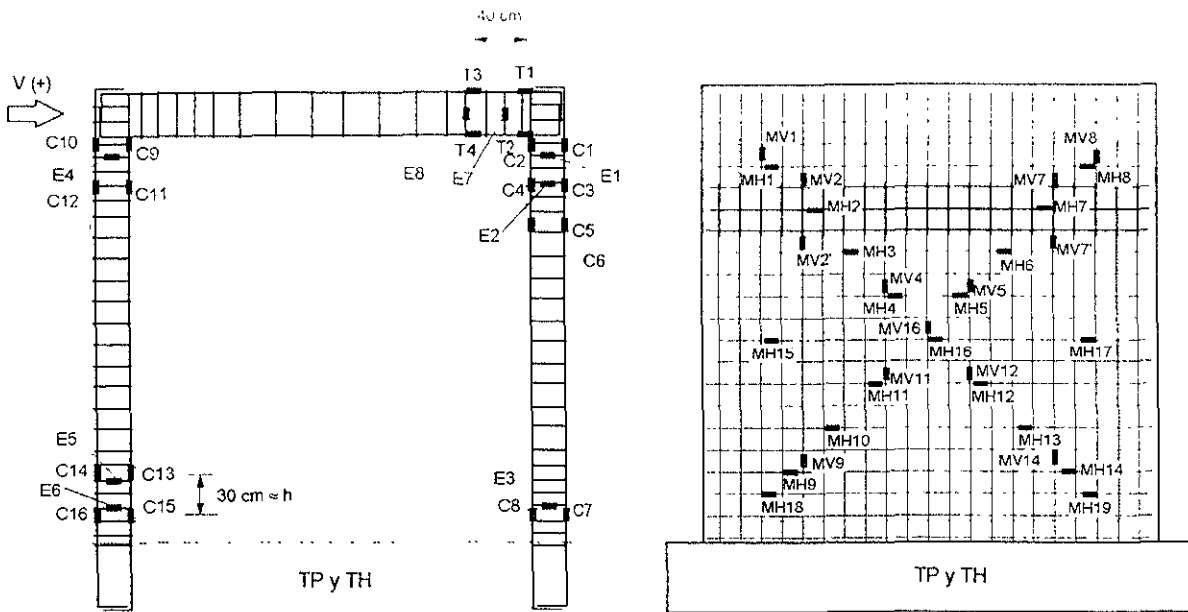 40 cm
V (+)
T3
T1
C10
C9
T4
T2
C2
C1
E4
E8
E7
E1
C12
C11
C4
C3
E2
C5
C6
E5
C14
C13
E3
E6
30 cm ≈ h
C16
C15
C8
C7
TP y TH
MV1
MV8
MH1
MV2
MV7
MH8
MH2
MH7
MV2'
MH3
MH6
MV7'
MV4
MV5
MH4
MH5
MV16
MH15
MH16
MH17
MV11
MV12
MH11
MH12
MH10
MH13
MV9
MV14
MH9
MH14
MH18
MH19
TP y TH